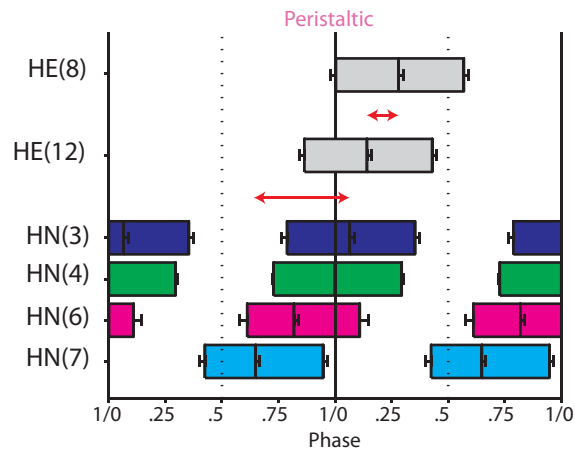 Peristaltic
HE(8)
HE(12)
HN(3)
HN(4)
HN(6)
HN(7)
1/0 .25 .5 .75 1/0 .25 .5 .75 1/0
Phase